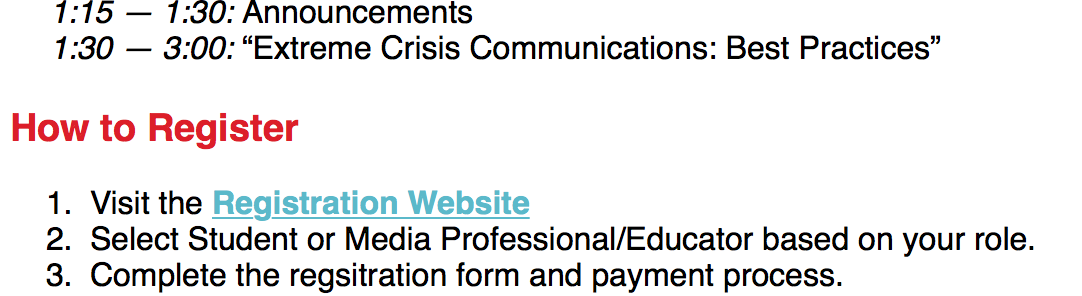 1:15 — 1:30: Announcements
1:30 — 3:00: “Extreme Crisis Communications: Best Practices”
How to Register
1. Visit the Registration Website
2. Select Student or Media Professional/Educator based on your role.
3. Complete the regsitration form and payment process.